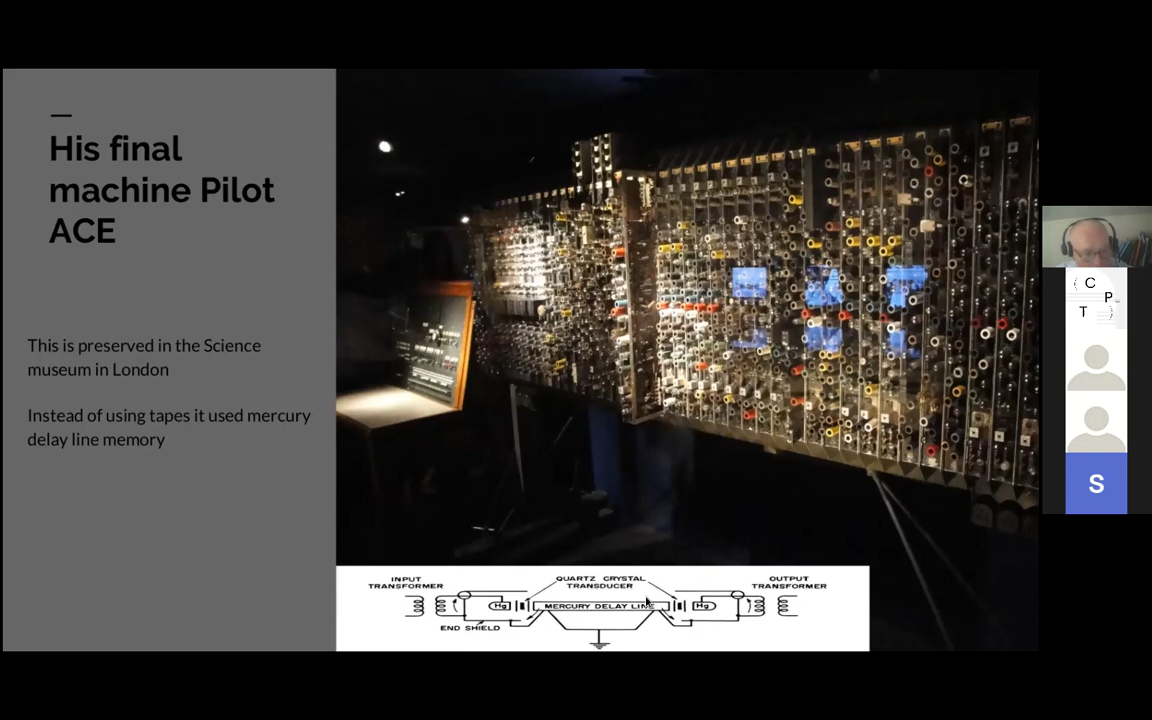 His final
machine Pilot
ACE
This is preserved in the Science
museum in London
Instead of using tapes it used mercury
delay line memory
INPUT
TRANSFORMER
QUARTZ CRYSTAL
TRANSDUCER
OUTPUT
TRANSFORMER
Hg
MERCURY DELAY LINE
Hg
END SHIELD
C
P
T
S